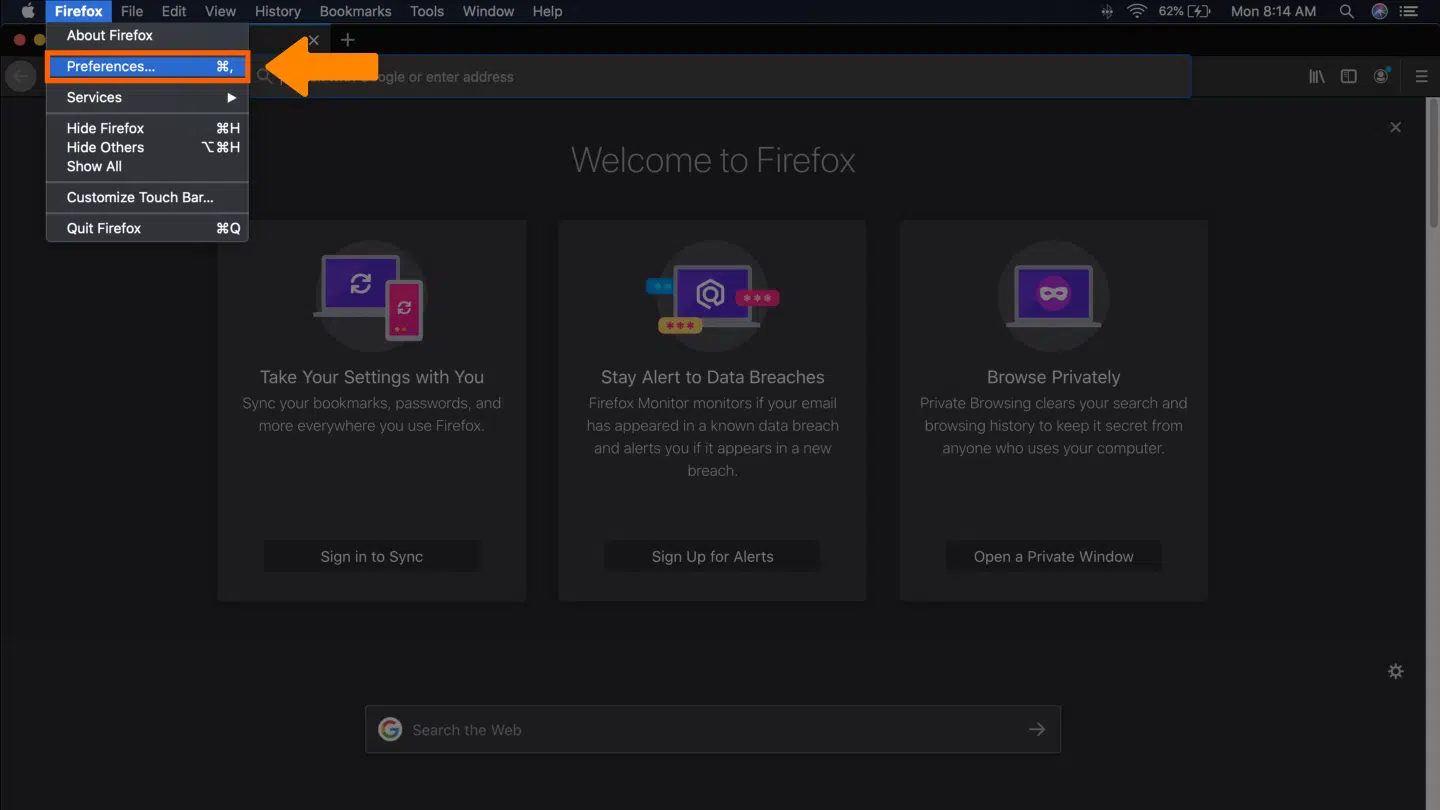 Firefox File Edit View History Bookmarks Tools Window Help 62% Mon 8:14 AM
About Firefox
Preferences... ⌘,
Services ▶
Hide Firefox ⌘H
Hide Others ⌥⌘H
Show All
Customize Touch Bar...
Quit Firefox ⌘Q
or enter address
Welcome to Firefox
Take Your Settings with You
Sync your bookmarks, passwords, and
more everywhere you use Firefox.
Sign in to Sync
Stay Alert to Data Breaches
Firefox Monitor monitors if your email
has appeared in a known data breach
and alerts you if it appears in a new
breach.
Sign Up for Alerts
Browse Privately
Private Browsing clears your search and
browsing history to keep it secret from
anyone who uses your computer.
Open a Private Window
Search the Web